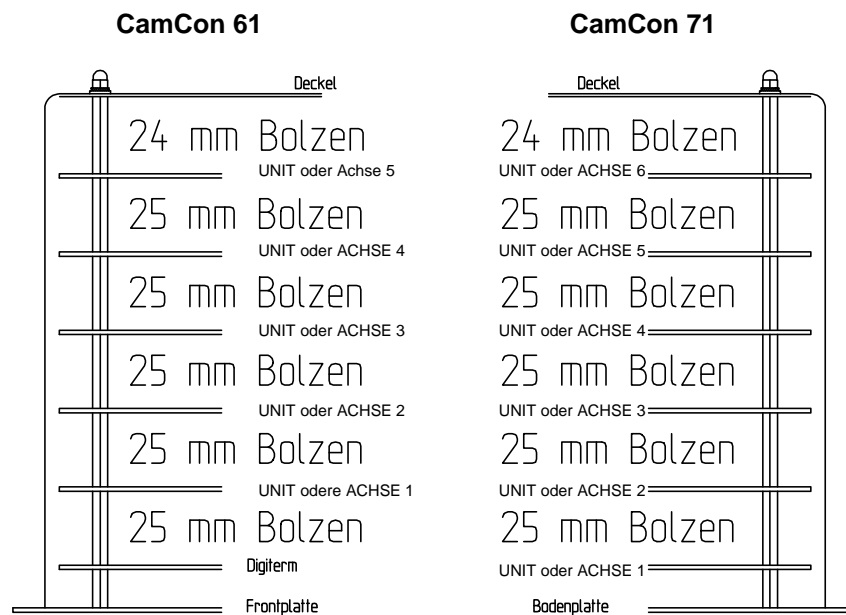 CamCon 61
Deckel
24 mm Bolzen
UNIT oder Achse 5
25 mm Bolzen
UNIT oder ACHSE 4
25 mm Bolzen
UNIT oder ACHSE 3
25 mm Bolzen
UNIT oder ACHSE 2
25 mm Bolzen
UNIT odere ACHSE 1
25 mm Bolzen
Digiterm
Frontplatte
CamCon 71
Deckel
24 mm Bolzen
UNIT oder ACHSE 6
25 mm Bolzen
UNIT oder ACHSE 5
25 mm Bolzen
UNIT oder ACHSE 4
25 mm Bolzen
UNIT oder ACHSE 3
25 mm Bolzen
UNIT oder ACHSE 2
25 mm Bolzen
UNIT oder ACHSE 1
Bodenplatte